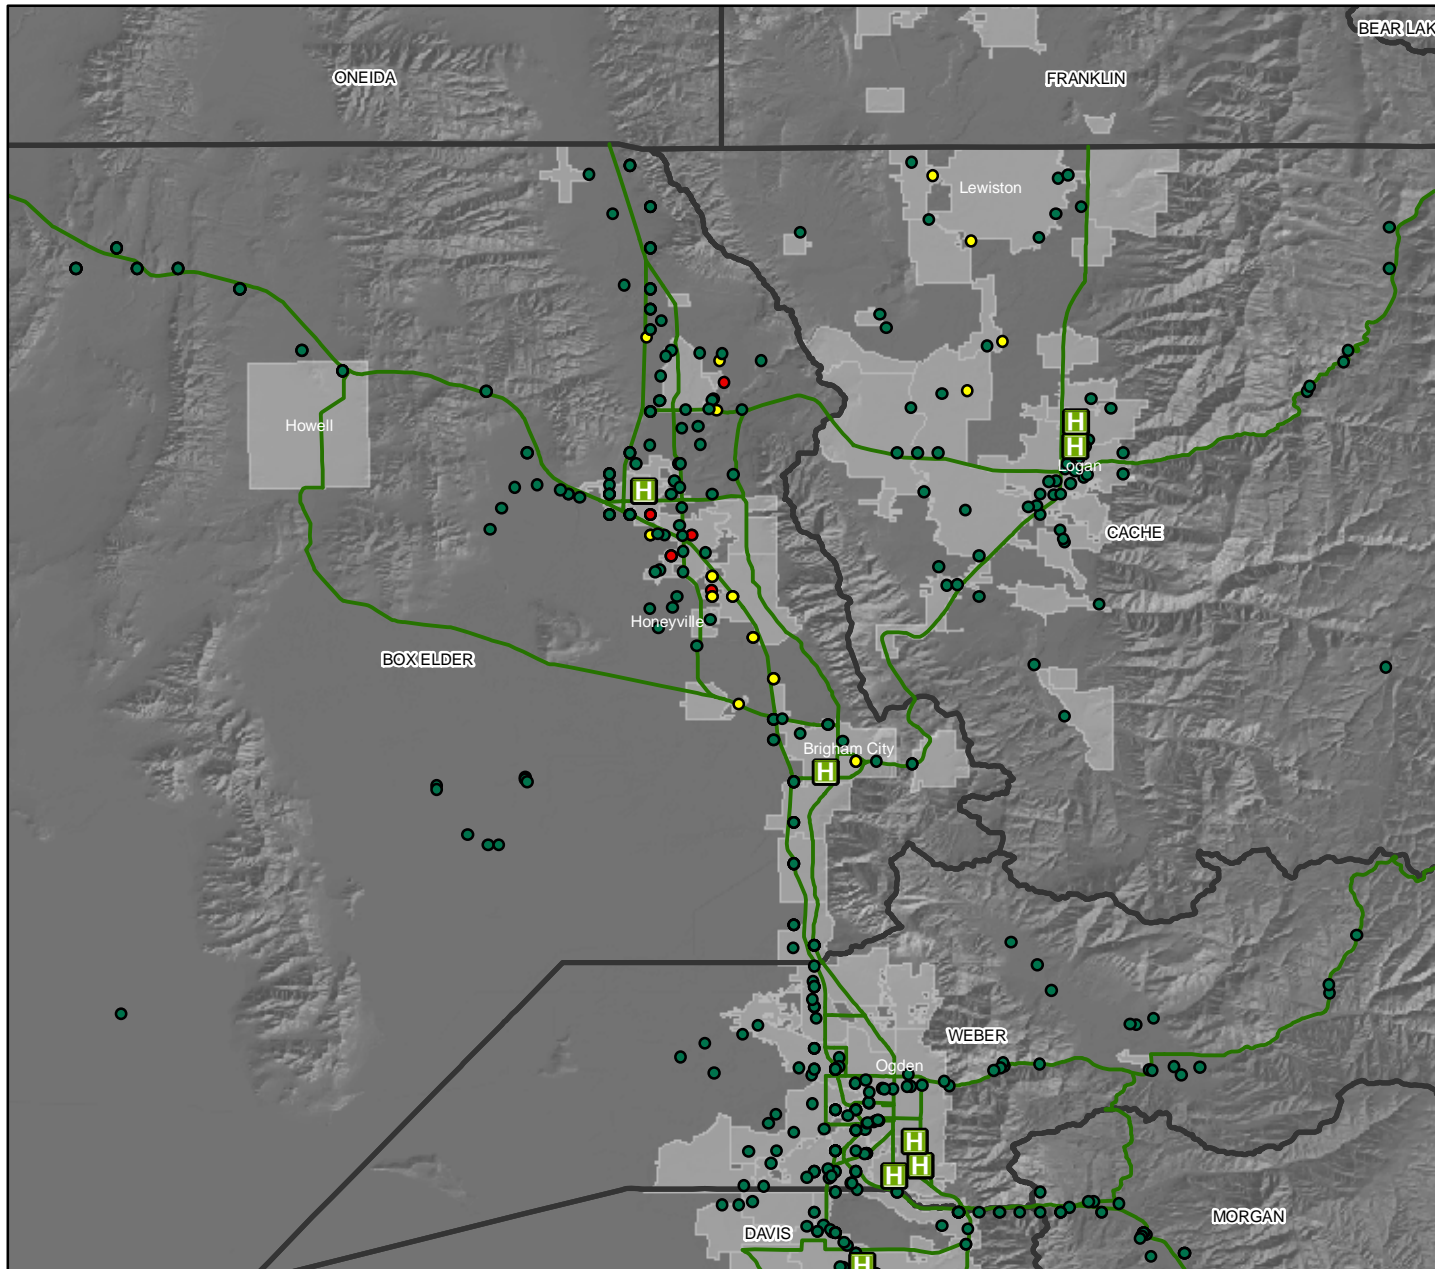 BEAR LAK
ONEIDA
FRANKLIN
Lewiston
Howell
H
H
Logan
H
CACHE
Honeyville
BOX ELDER
Brigham City
H
WEBER
Ogden
H
H
H
MORGAN
DAVIS
H